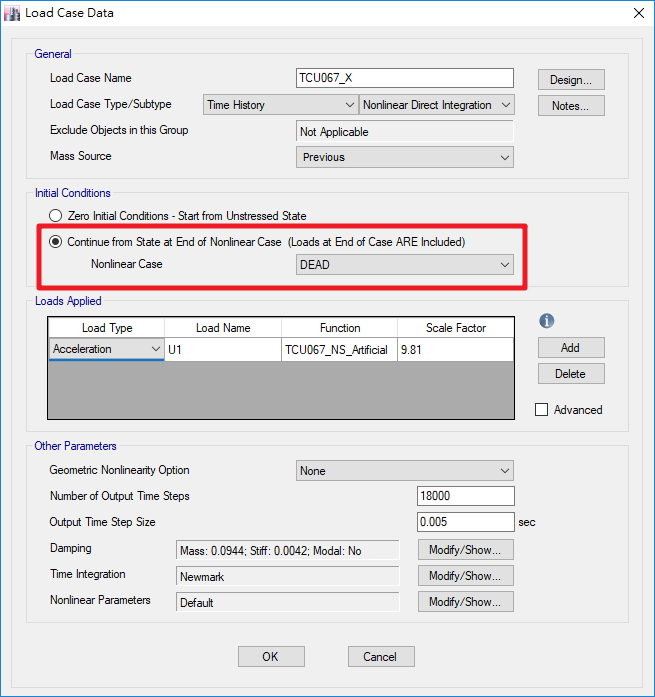 Load Case Data
General
Load Case Name TCU067_X Design...
Load Case Type/Subtype Time History Nonlinear Direct Integration Notes...
Exclude Objects in this Group Not Applicable
Mass Source Previous
Initial Conditions
Zero Initial Conditions - Start from Unstressed State
Continue from State at End of Nonlinear Case (Loads at End of Case ARE Included)
Nonlinear Case DEAD
Loads Applied
Load Type Load Name Function Scale Factor
Acceleration U1 TCU067_NS_Artificial 9.81
Add
Delete
Advanced
Other Parameters
Geometric Nonlinearity Option None
Number of Output Time Steps 18000
Output Time Step Size 0.005 sec
Damping Mass: 0.0944; Stiff: 0.0042; Modal: No Modify/Show...
Time Integration Newmark Modify/Show...
Nonlinear Parameters Default Modify/Show...
OK Cancel